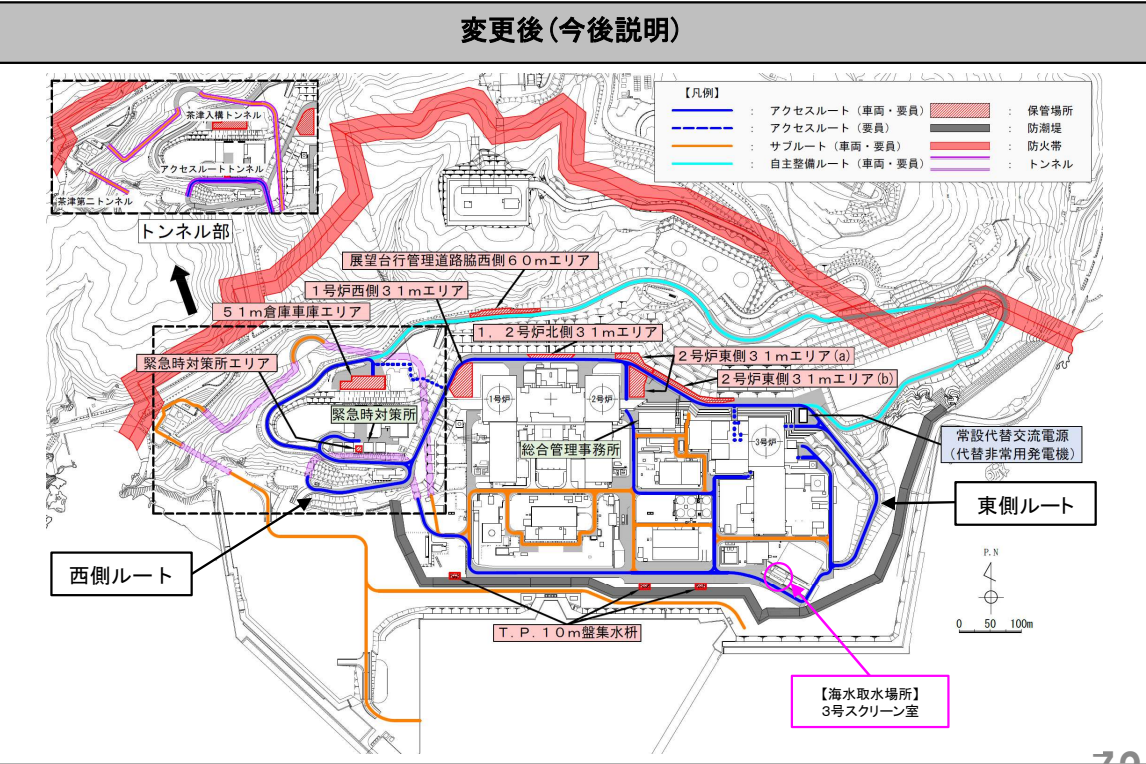 変更後（今後説明）
【凡例】
： アクセスルート（車両・要員）
： アクセスルート（要員）
： サブルート（車両・要員）
： 自主整備ルート（車両・要員）
： 保管場所
： 防潮堤
： 防火帯
： トンネル
茶津入構トンネル
アクセスルートトンネル
茶津第二トンネル
トンネル部
展望台行管理道路脇西側６０ｍエリア
１号炉西側３１ｍエリア
５１ｍ倉庫車庫エリア
１．２号炉北側３１ｍエリア
緊急時対策所エリア
２号炉東側３１ｍエリア(a)
２号炉東側３１ｍエリア(b)
緊急時対策所
1号炉
2号炉
3号炉
総合管理事務所
常設代替交流電源
（代替非常用発電機）
東側ルート
西側ルート
P.N
0 50 100m
Ｔ．Ｐ．１０ｍ盤集水枡
【海水取水場所】
3号スクリーン室